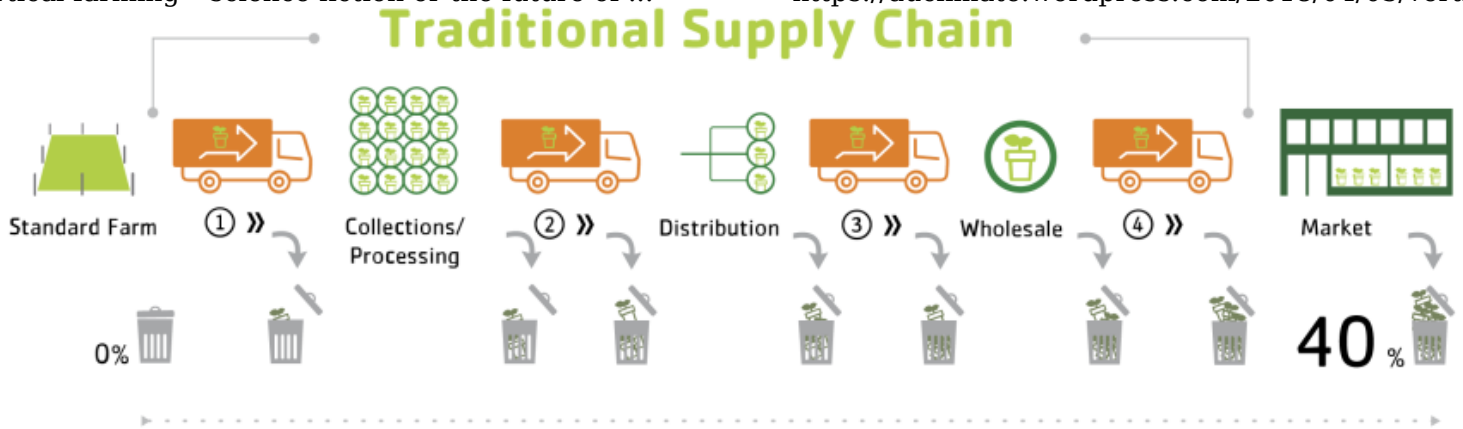 Traditional Supply Chain
Standard Farm
1 »
Collections/
Processing
2 »
Distribution
3 »
Wholesale
4 »
Market
0%
40 %